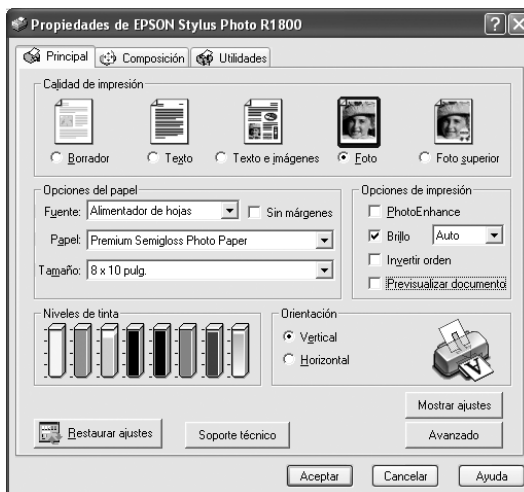 Propiedades de EPSON Stylus Photo R1800
Principal Composición Utilidades
Calidad de impresión
Borrador Texto Texto e imágenes Foto Foto superior
Opciones del papel
Fuente: Alimentador de hojas Sin márgenes
Papel: Premium Semigloss Photo Paper
Tamaño: 8 x 10 pulg.
Opciones de impresión
PhotoEnhance
Brillo Auto
Invertir orden
Previsualizar documento
Niveles de tinta
Orientación
Vertical
Horizontal
Mostrar ajustes
Restaurar ajustes Soporte técnico Avanzado
Aceptar Cancelar Ayuda